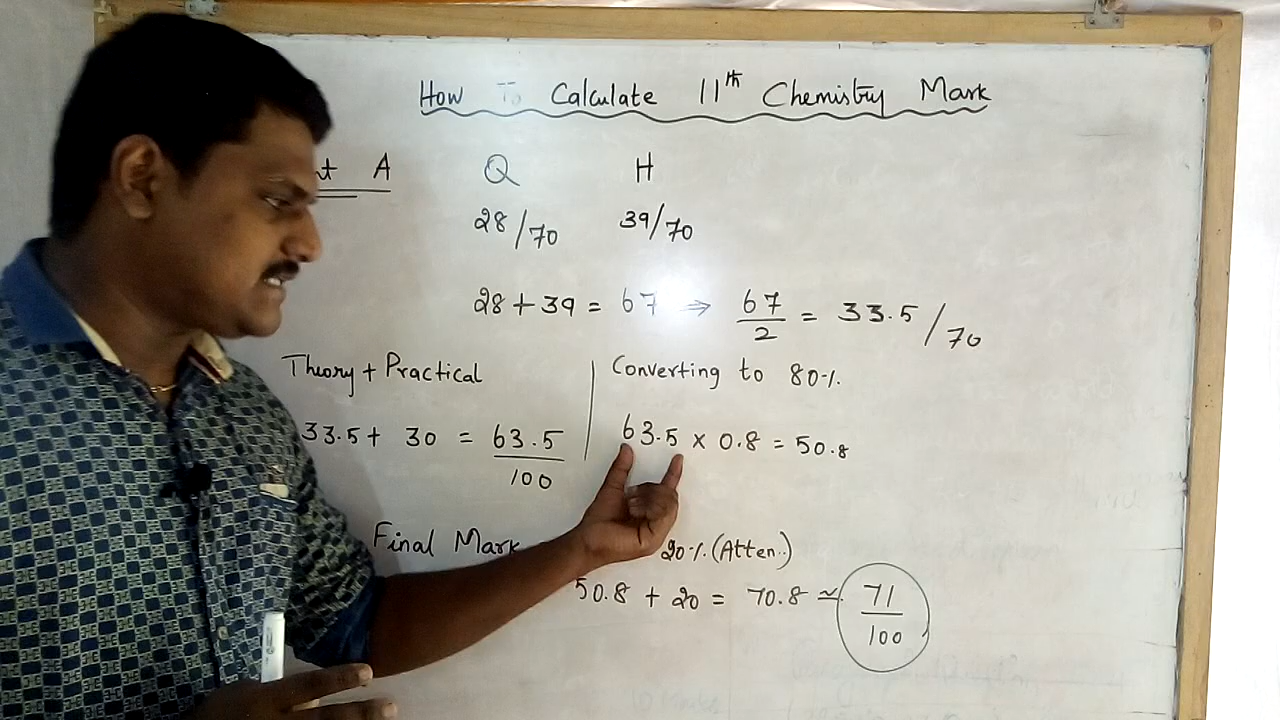 How To Calculate 11th Chemistry Mark
A Q H
28/70 39/70
28 + 39 = 67 ⇒ 67/2 = 33.5/70
Theory + Practical | Converting to 80%.
33.5 + 30 = 63.5/100 | 63.5 x 0.8 = 50.8
Final Mark 20%. (Atten..)
50.8 + 20 = 70.8 ≈ 71/100